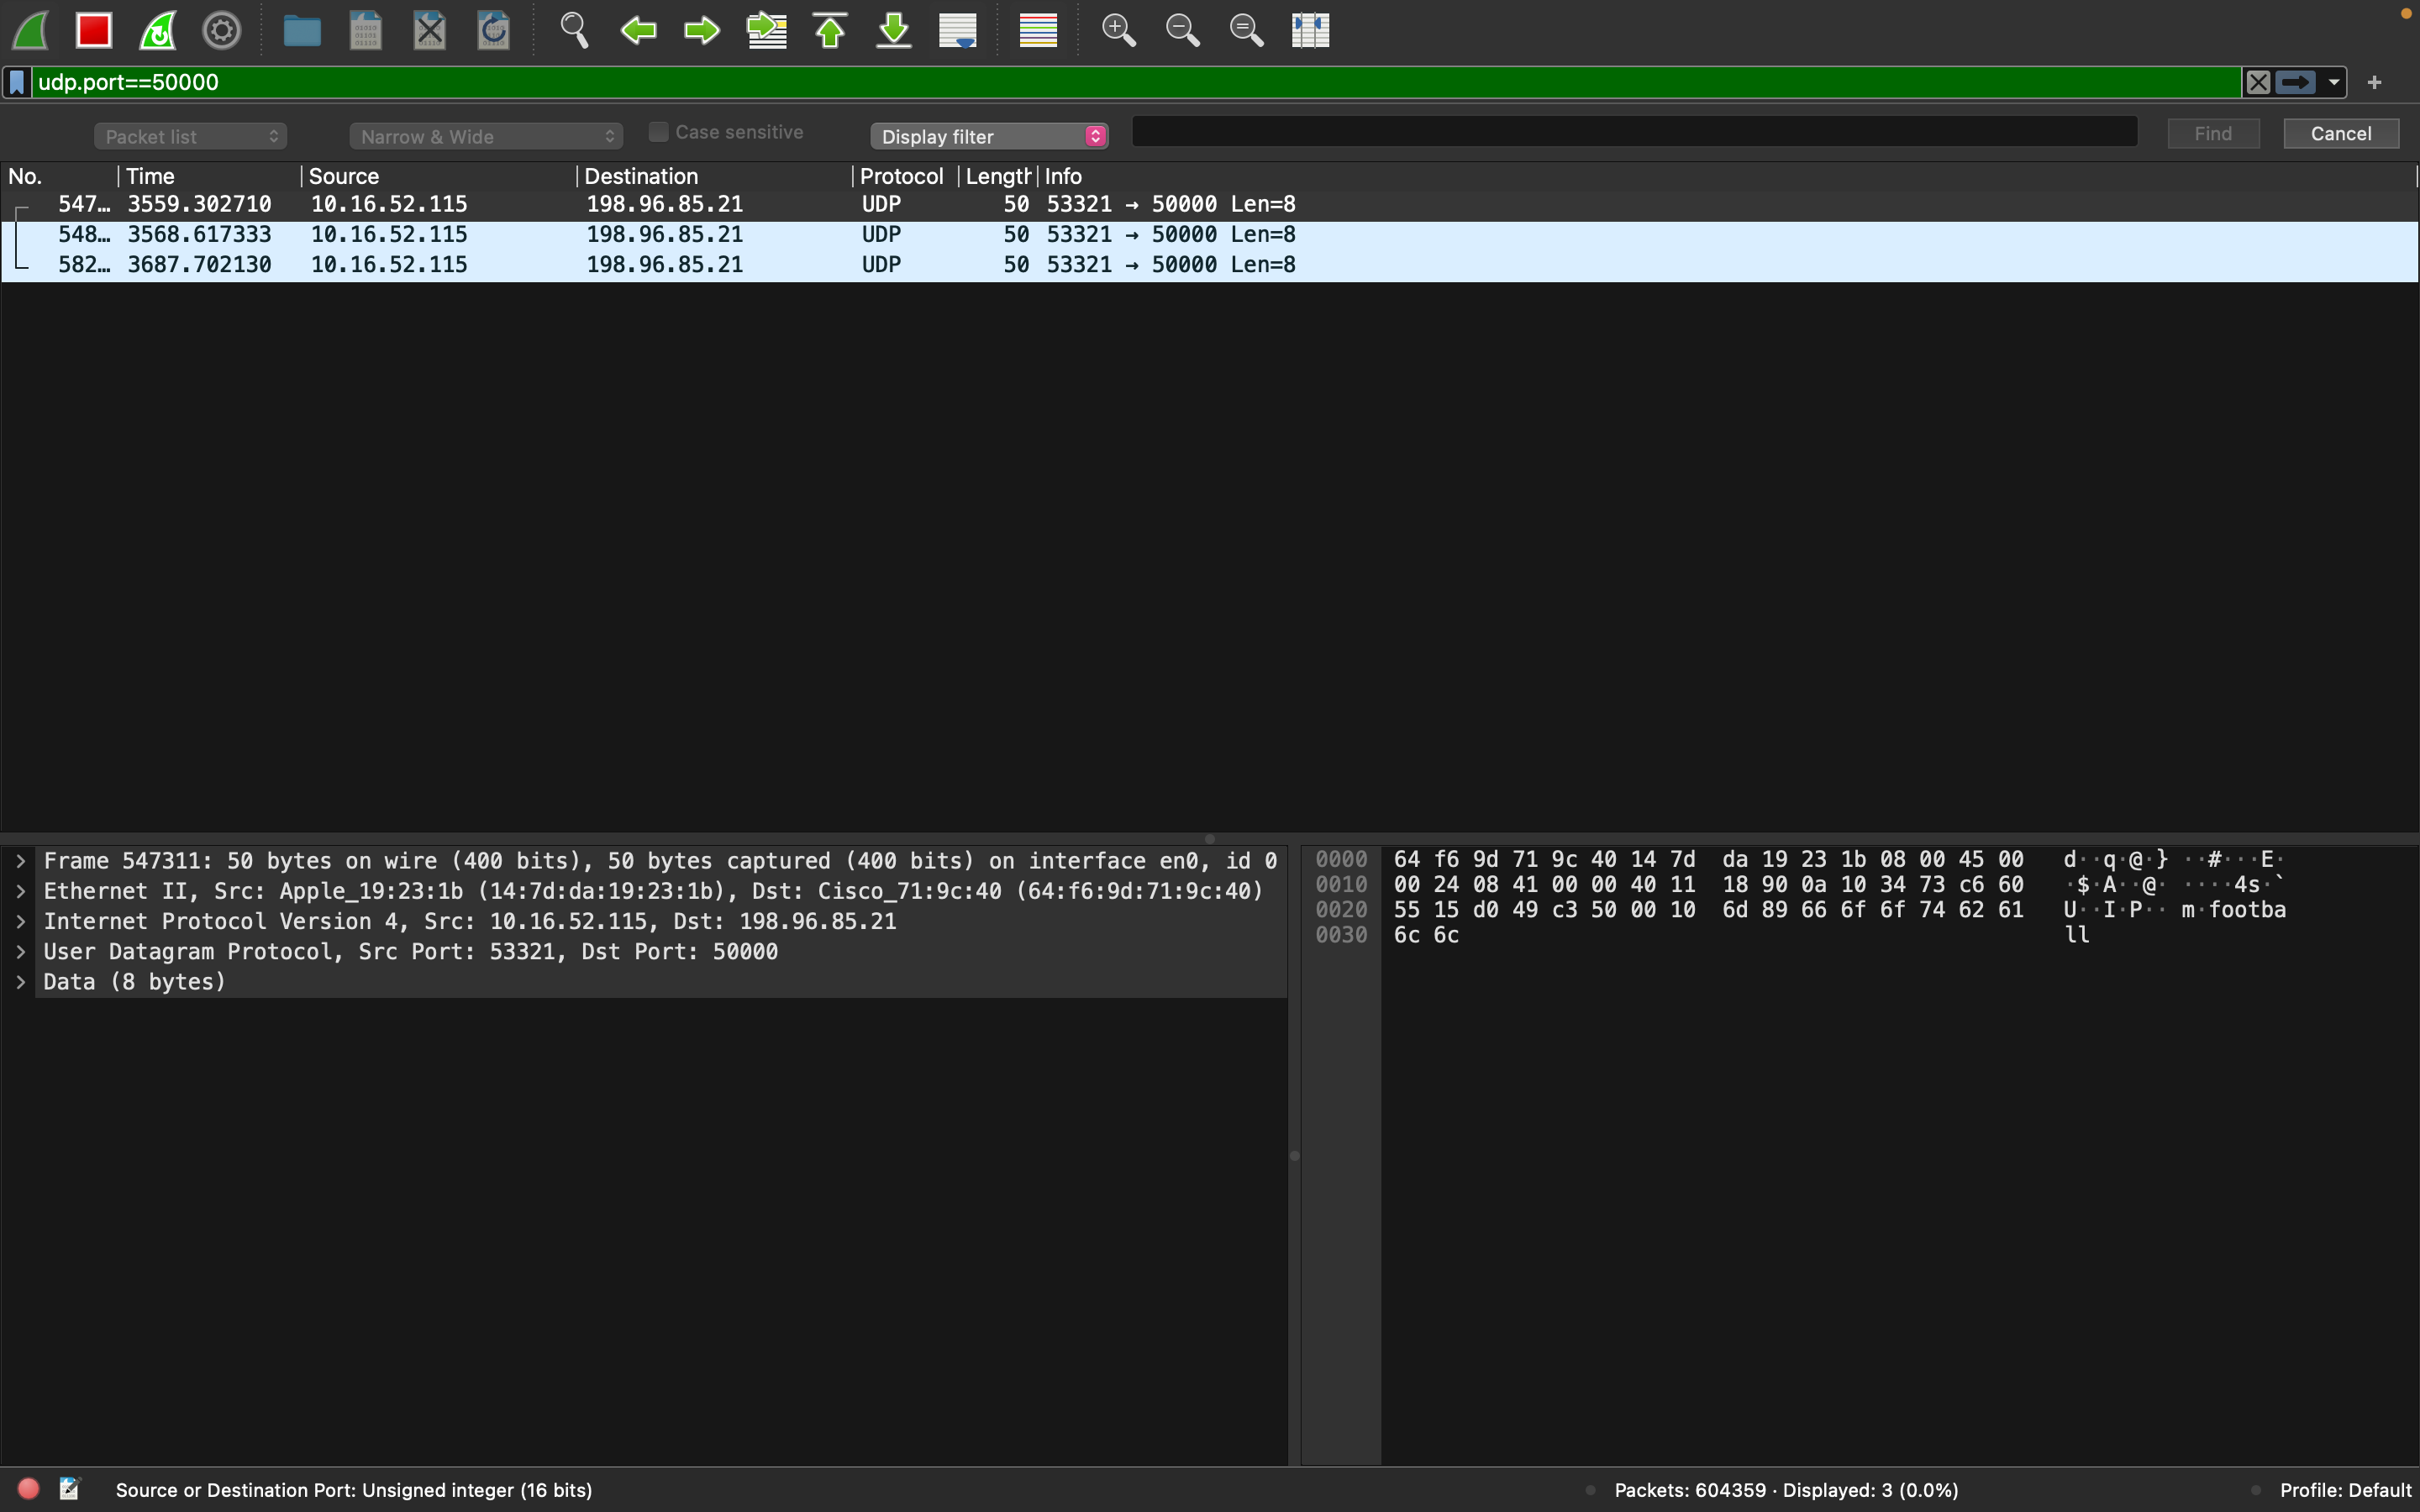 udp.port==50000
Packet list Narrow & Wide Case sensitive Display filter Find Cancel
No. Time Source Destination Protocol Length Info
547… 3559.302710 10.16.52.115 198.96.85.21 UDP 50 53321 → 50000 Len=8
548… 3568.617333 10.16.52.115 198.96.85.21 UDP 50 53321 → 50000 Len=8
582… 3687.702130 10.16.52.115 198.96.85.21 UDP 50 53321 → 50000 Len=8
Frame 547311: 50 bytes on wire (400 bits), 50 bytes captured (400 bits) on interface en0, id 0
Ethernet II, Src: Apple_19:23:1b (14:7d:da:19:23:1b), Dst: Cisco_71:9c:40 (64:f6:9d:71:9c:40)
Internet Protocol Version 4, Src: 10.16.52.115, Dst: 198.96.85.21
User Datagram Protocol, Src Port: 53321, Dst Port: 50000
Data (8 bytes)
0000 64 f6 9d 71 9c 40 14 7d da 19 23 1b 08 00 45 00 d··q·@·} ··#···E·
0010 00 24 08 41 00 00 40 11 18 90 0a 10 34 73 c6 60 ·$·A··@· ····4s·`
0020 55 15 d0 49 c3 50 00 10 6d 89 66 6f 6f 74 62 61 U··I·P·· m·footba
0030 6c 6c ll
Source or Destination Port: Unsigned integer (16 bits)
Packets: 604359 · Displayed: 3 (0.0%)
Profile: Default